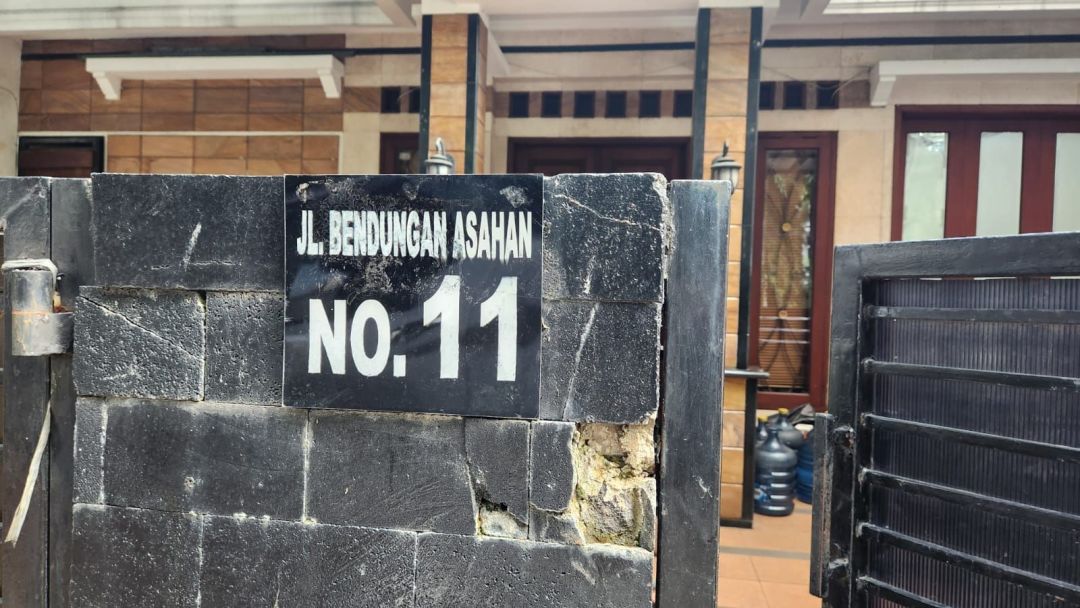 JL. BENDUNGAN ASAHAN
NO. 11